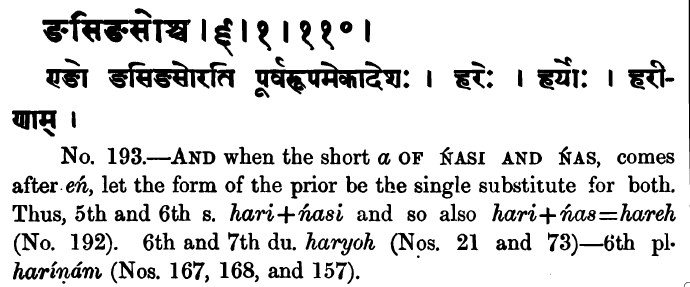 ङसिङसोश्च । ६ । १ । ११० ।
एङो ङसिङसोरति पूर्वरूपमेकादेशः । हरेः । हर्योः । हरी-
णाम् ।
No. 193.—AND when the short a OF ŃASI AND ŃAS, comes
after eń, let the form of the prior be the single substitute for both.
Thus, 5th and 6th s. hari+ńasi and so also hari+ńas=hareh
(No. 192). 6th and 7th du. haryoh (Nos. 21 and 73)—6th pl.
haríṇám (Nos. 167, 168, and 157).